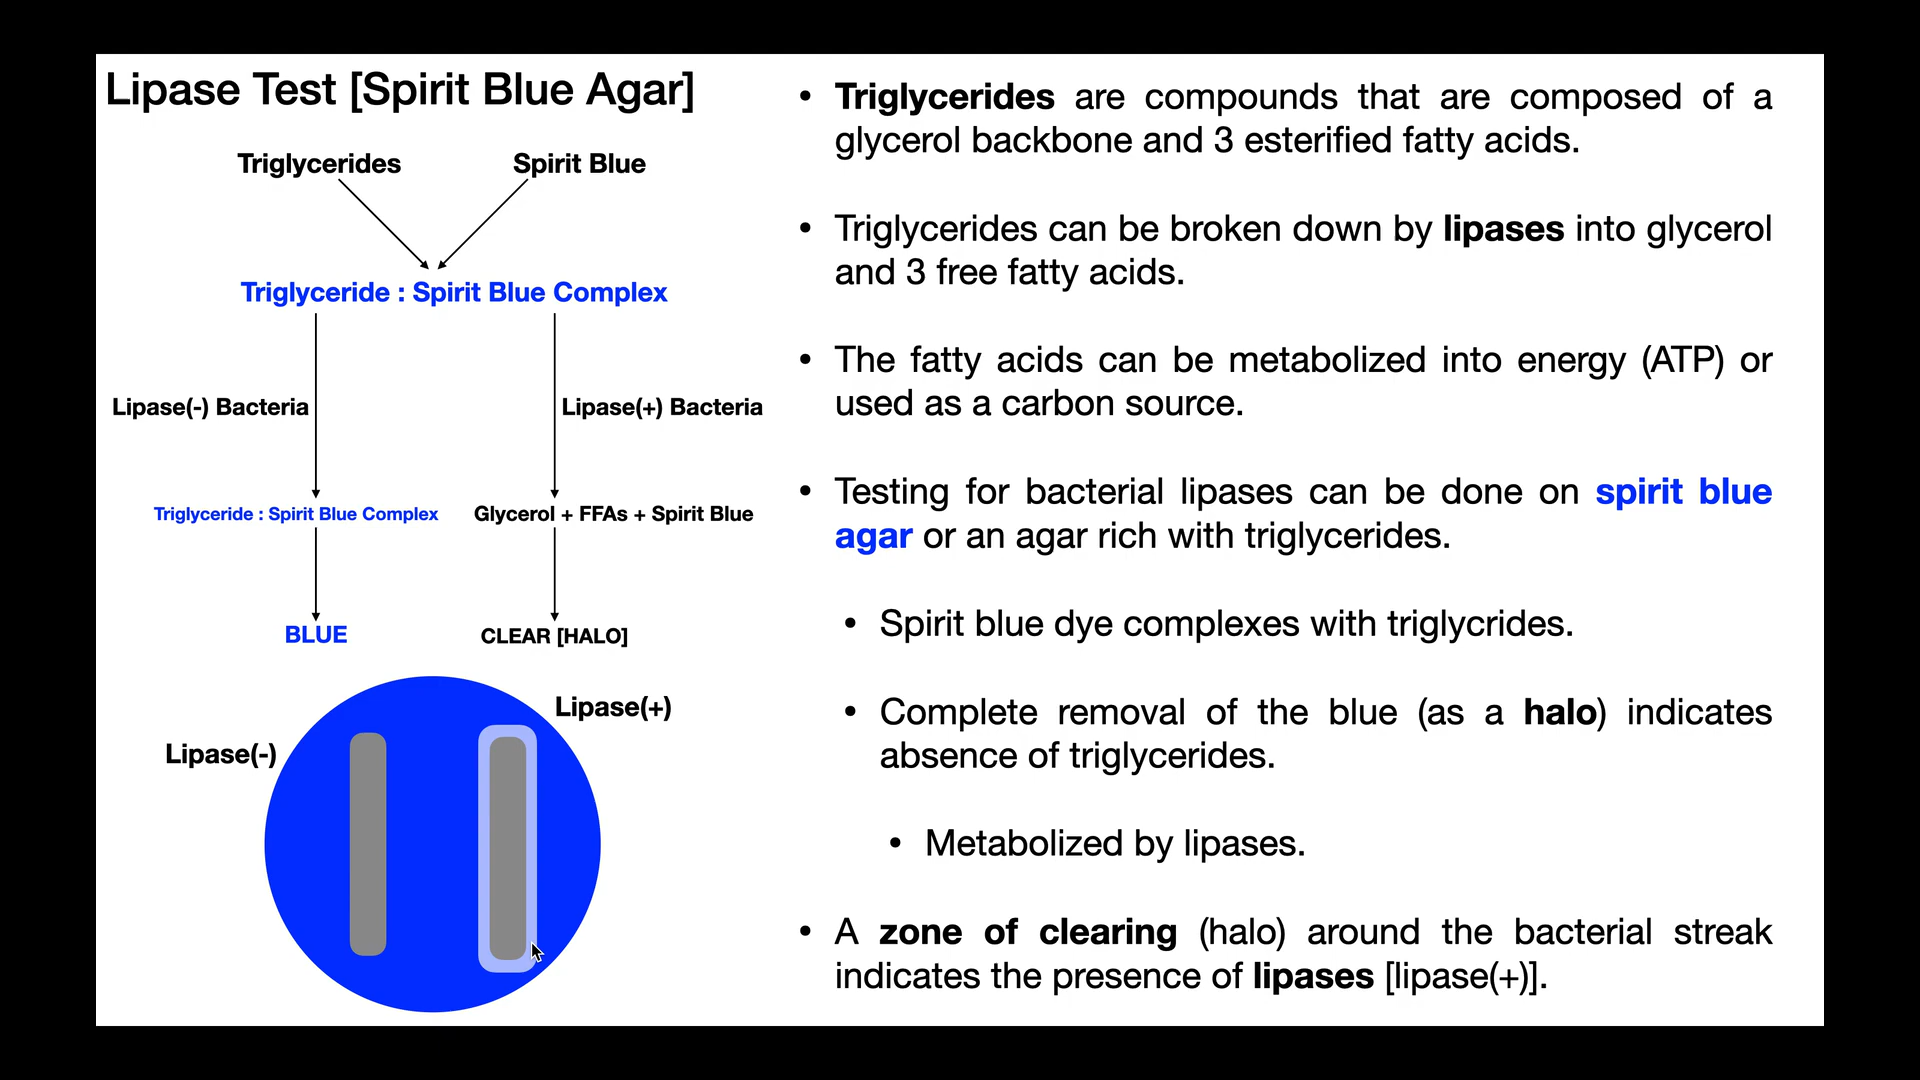 Lipase Test [Spirit Blue Agar]
Triglycerides
Spirit Blue
Triglyceride : Spirit Blue Complex
Lipase(-) Bacteria
Lipase(+) Bacteria
Triglyceride : Spirit Blue Complex
Glycerol + FFAs + Spirit Blue
BLUE
CLEAR [HALO]
Lipase(+)
Lipase(-)
• Triglycerides are compounds that are composed of a
glycerol backbone and 3 esterified fatty acids.
• Triglycerides can be broken down by lipases into glycerol
and 3 free fatty acids.
• The fatty acids can be metabolized into energy (ATP) or
used as a carbon source.
• Testing for bacterial lipases can be done on spirit blue
agar or an agar rich with triglycerides.
• Spirit blue dye complexes with triglycrides.
• Complete removal of the blue (as a halo) indicates
absence of triglycerides.
• Metabolized by lipases.
• A zone of clearing (halo) around the bacterial streak
indicates the presence of lipases [lipase(+)].